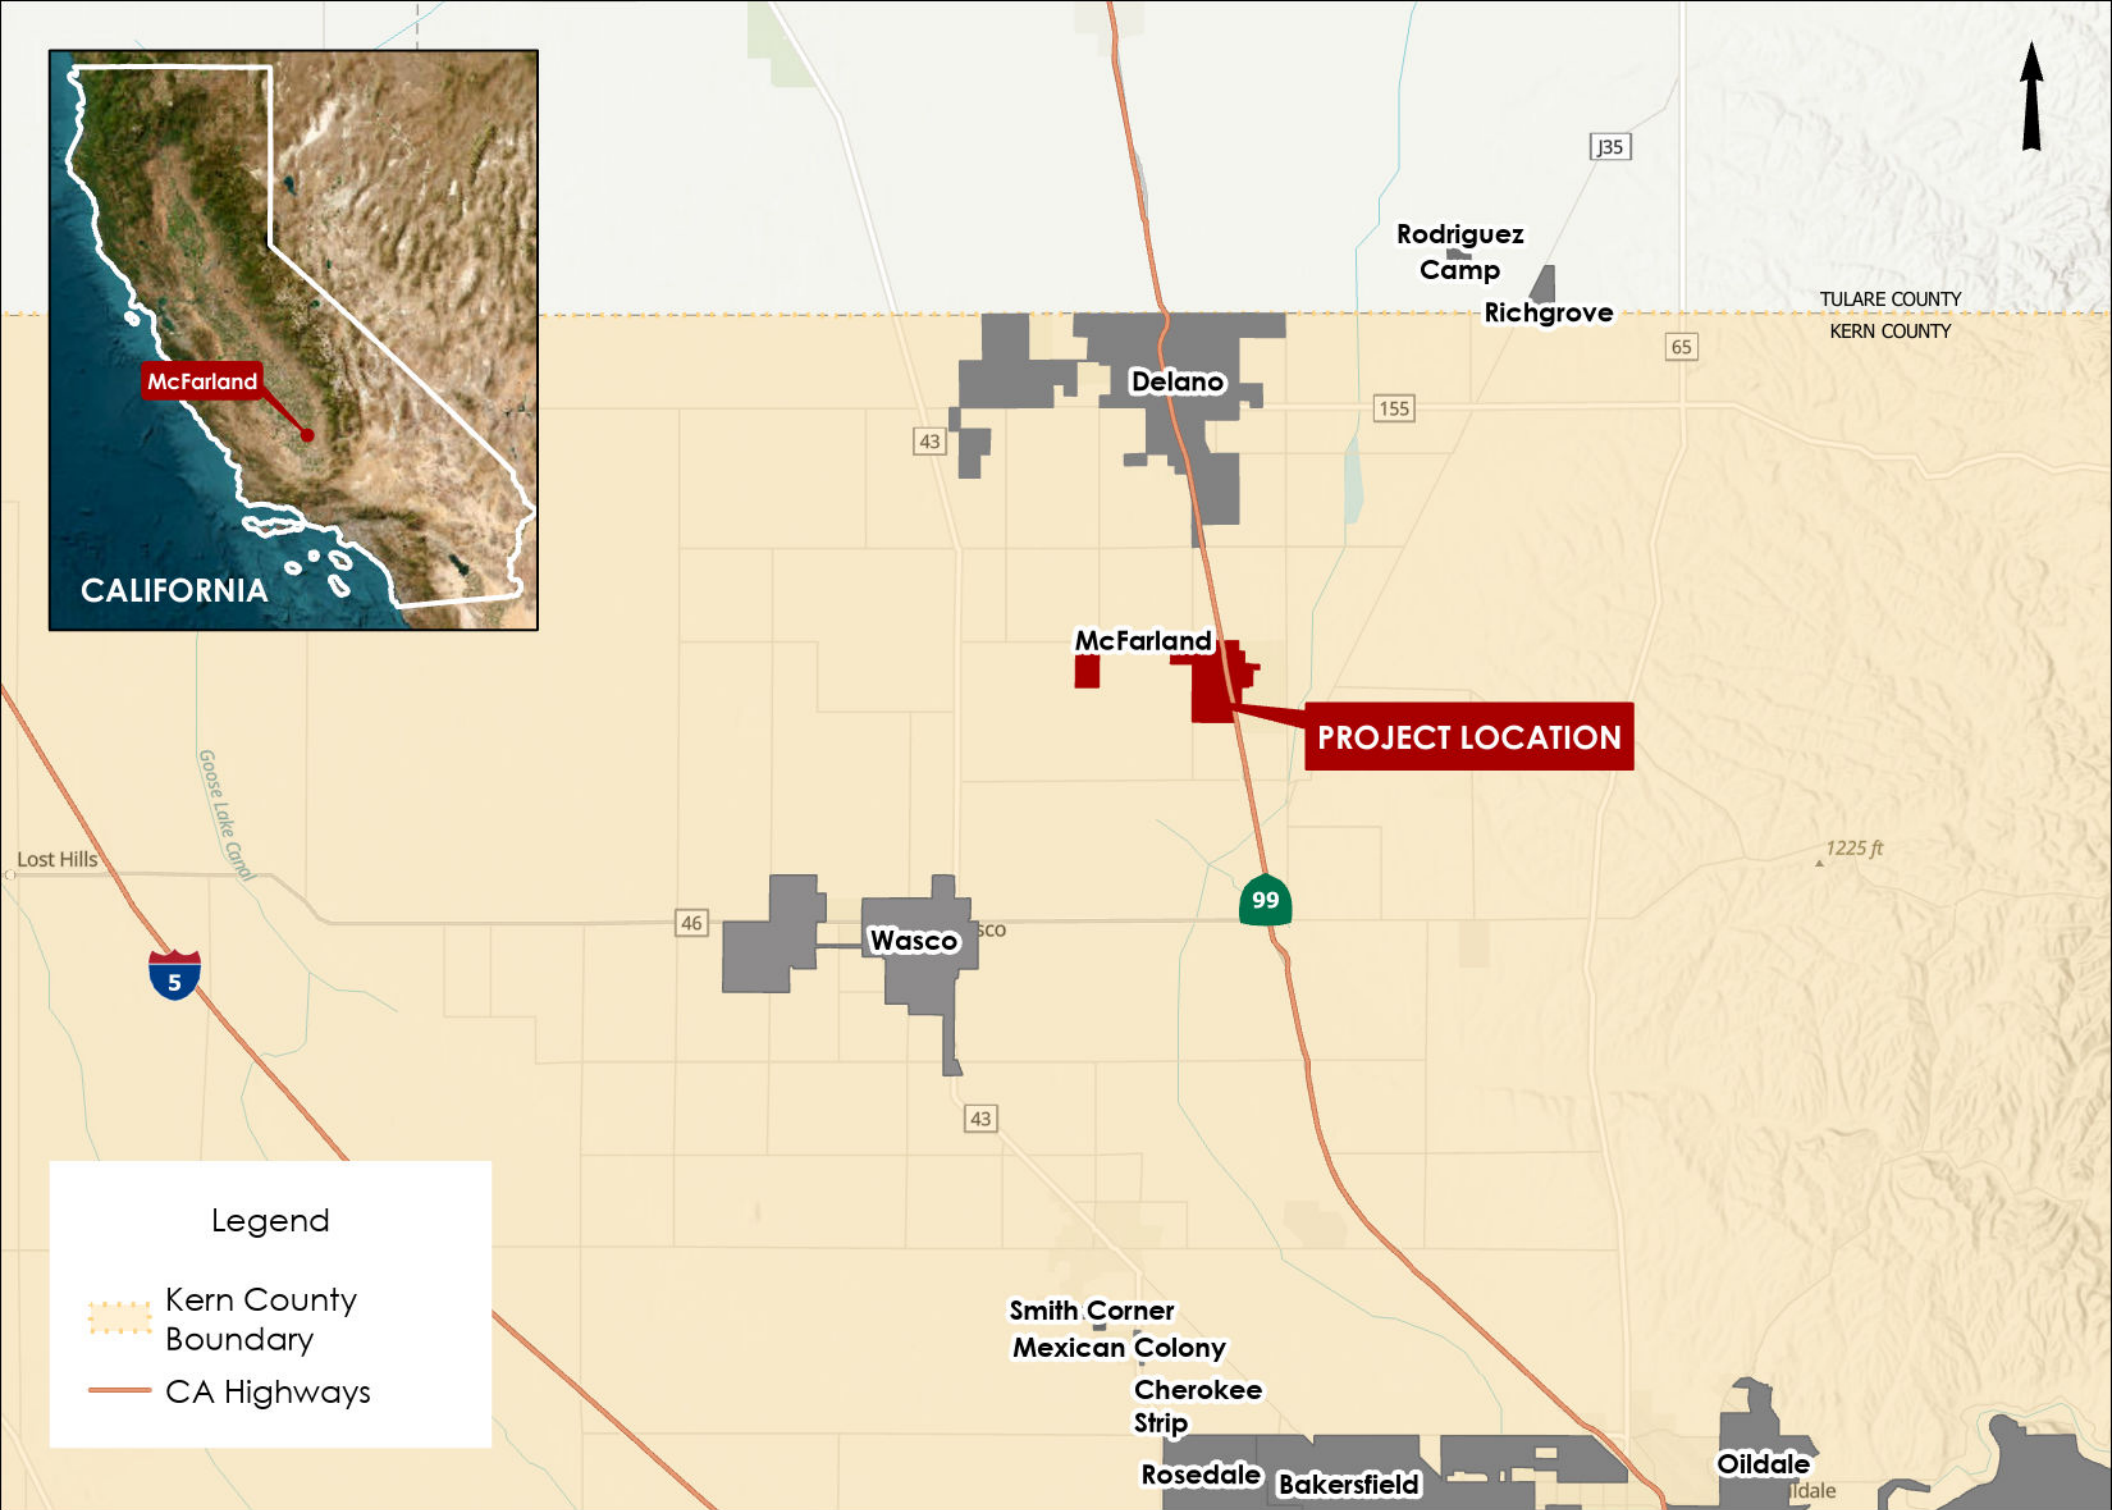 J35
Rodriguez
Camp
Richgrove
TULARE COUNTY
KERN COUNTY
65
McFarland
CALIFORNIA
Delano
155
43
McFarland
PROJECT LOCATION
Goose Lake Canal
Lost Hills
1225 ft
99
46
Wasco
sco
5
43
Legend
Kern County
Boundary
CA Highways
Smith Corner
Mexican Colony
Cherokee
Strip
Rosedale
Bakersfield
Oildale
ildale